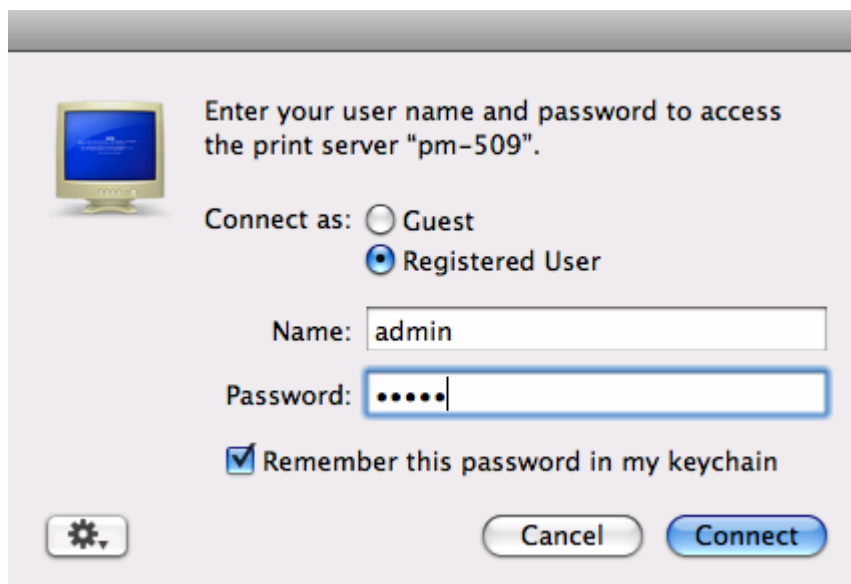 Enter your user name and password to access
the print server “pm-509”.
Connect as: Guest
Registered User
Name: admin
Password: •••••
Remember this password in my keychain
Cancel Connect